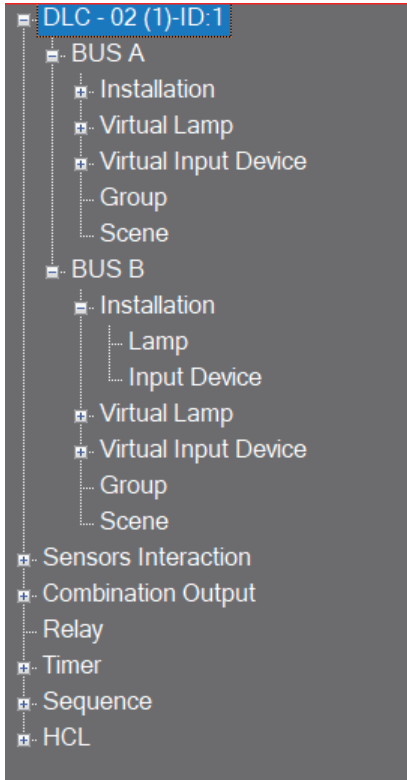 DLC - 02 (1)-ID:1
BUS A
Installation
Virtual Lamp
Virtual Input Device
Group
Scene
BUS B
Installation
Lamp
Input Device
Virtual Lamp
Virtual Input Device
Group
Scene
Sensors Interaction
Combination Output
Relay
Timer
Sequence
HCL